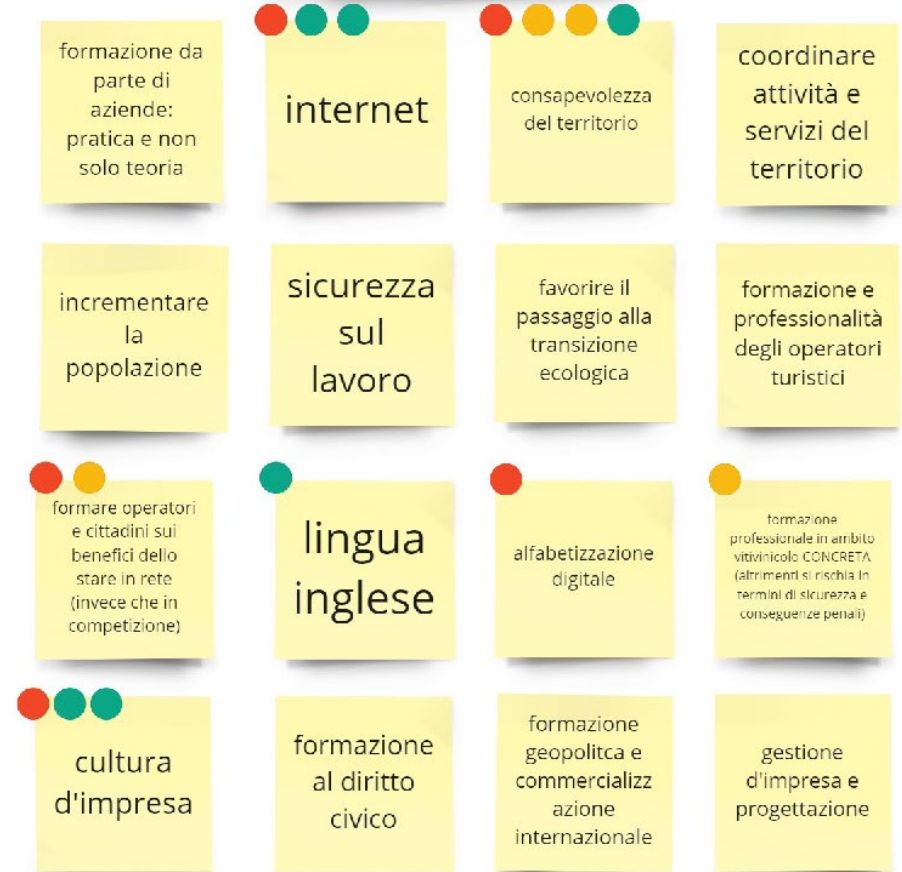 formazione da
parte di
aziende:
pratica e non
solo teoria
internet
consapevolezza
del territorio
coordinare
attività e
servizi del
territorio
incrementare
la
popolazione
sicurezza
sul
lavoro
favorire il
passaggio alla
transizione
ecologica
formazione e
professionalità
degli operatori
turistici
formare operatori
e cittadini sui
benefici dello
stare in rete
(invece che in
competizione)
lingua
inglese
alfabetizzazione
digitale
formazione
professionale in ambito
vitivinicolo CONCRETA
(altrimenti si rischia in
termini di sicurezza e
conseguenze penali)
cultura
d'impresa
formazione
al diritto
civico
formazione
geopolitca e
commercializz
azione
internazionale
gestione
d'impresa e
progettazione